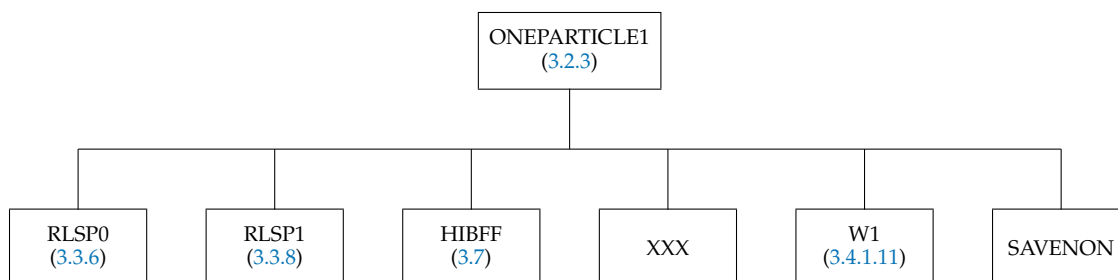 ONEPARTICLE1
(3.2.3)
RLSP0
(3.3.6)
RLSP1
(3.3.8)
HIBFF
(3.7)
XXX
W1
(3.4.1.11)
SAVENON